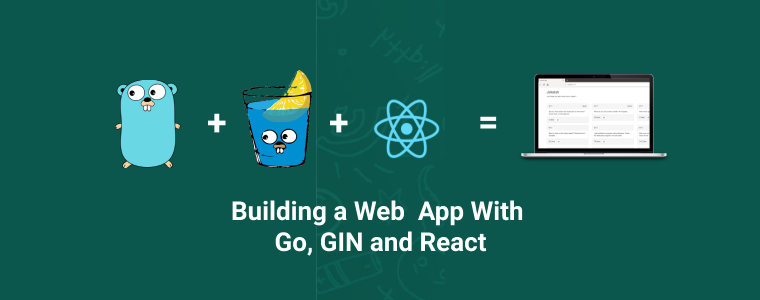 + + =
Building a Web App With
Go, GIN and React